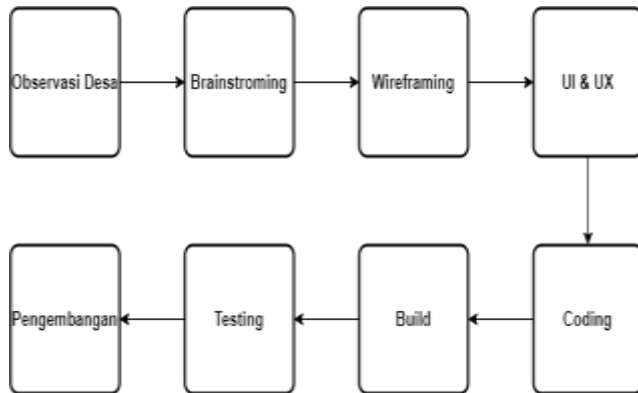 Observasi Desa
Brainstroming
Wireframing
UI & UX
Pengembangan
Testing
Build
Coding